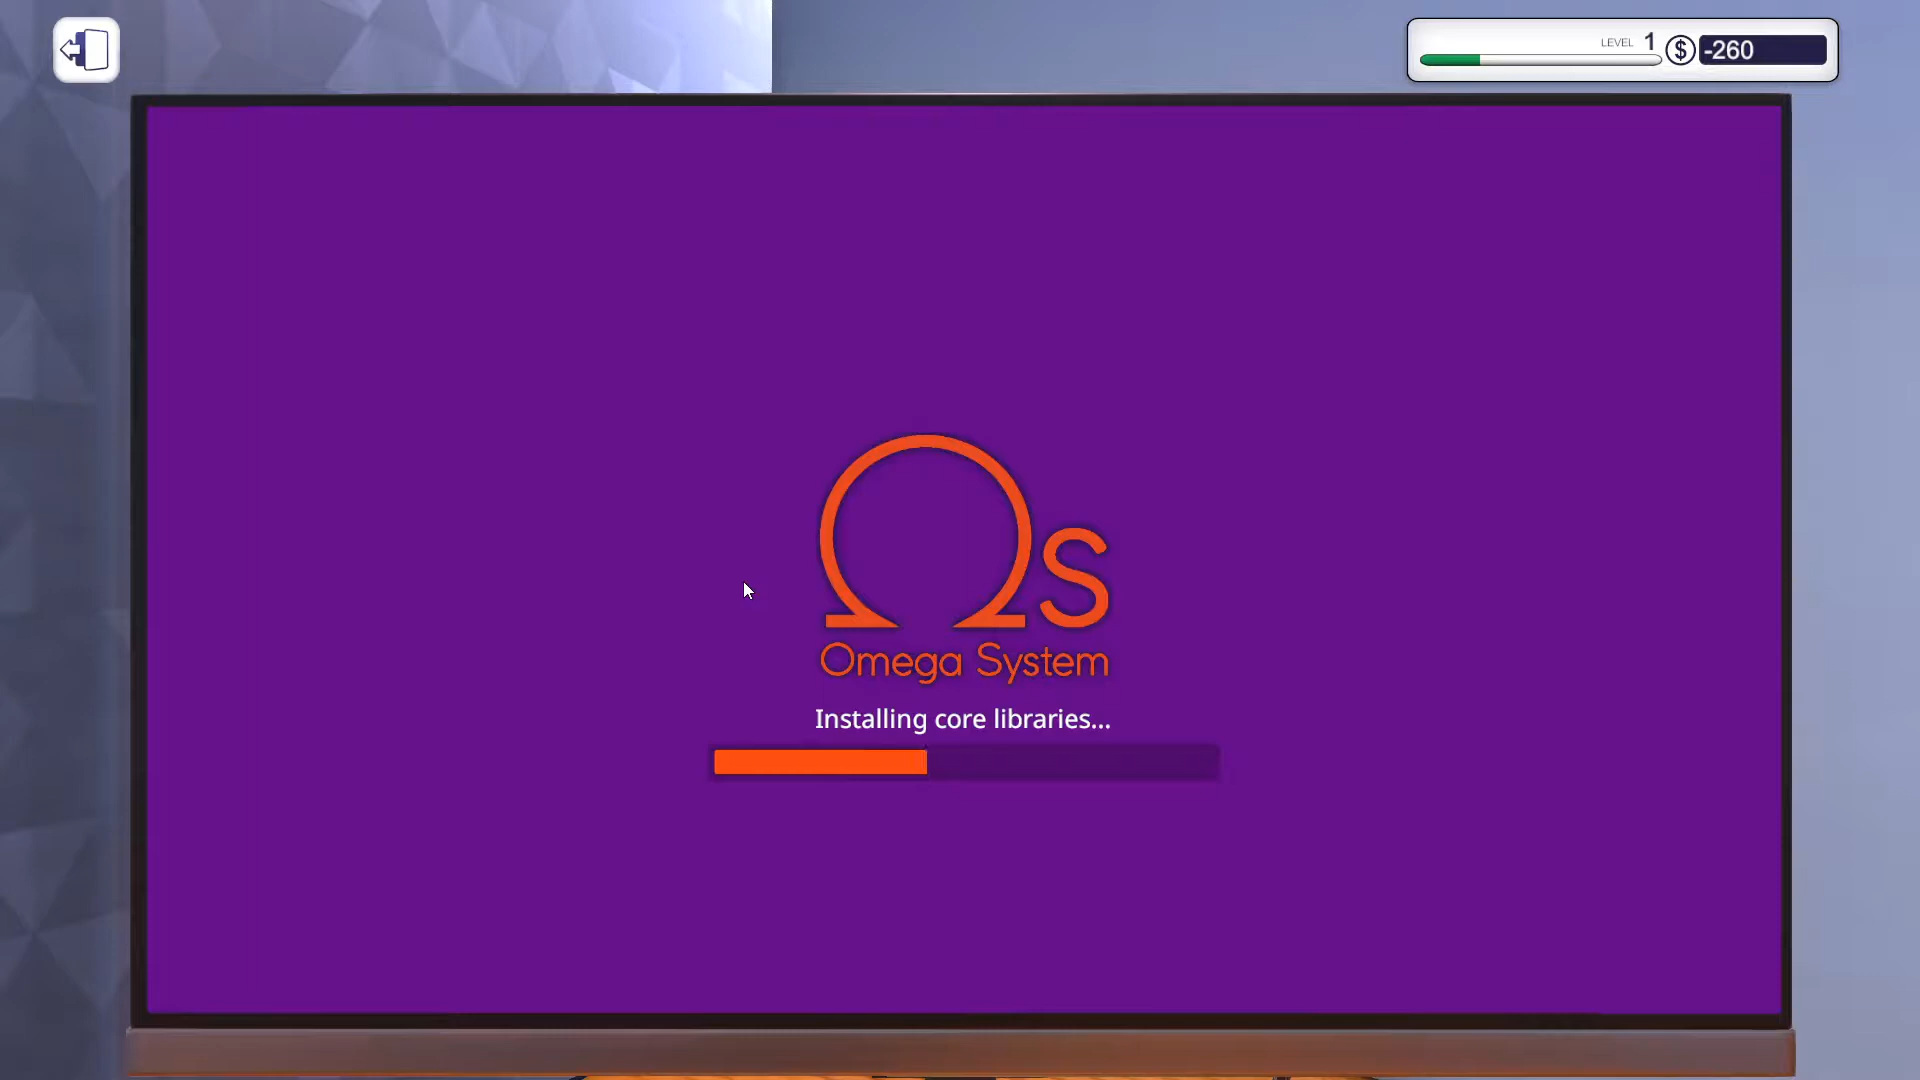 LEVEL 1
$ -260
Ωs
Omega System
Installing core libraries...